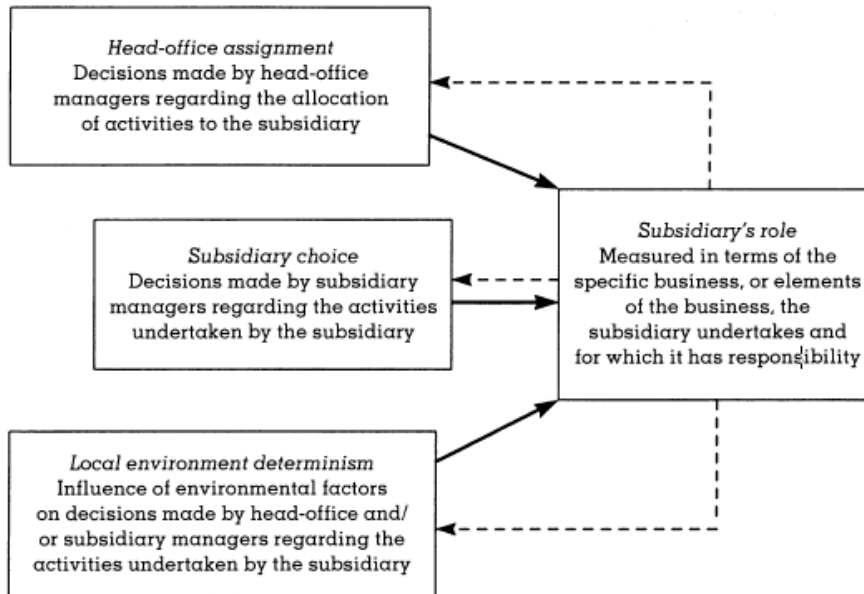 Head-office assignment
Decisions made by head-office
managers regarding the allocation
of activities to the subsidiary
Subsidiary choice
Decisions made by subsidiary
managers regarding the activities
undertaken by the subsidiary
Local environment determinism
Influence of environmental factors
on decisions made by head-office and/
or subsidiary managers regarding the
activities undertaken by the subsidiary
Subsidiary's role
Measured in terms of the
specific business, or elements
of the business, the
subsidiary undertakes and
for which it has responsibility